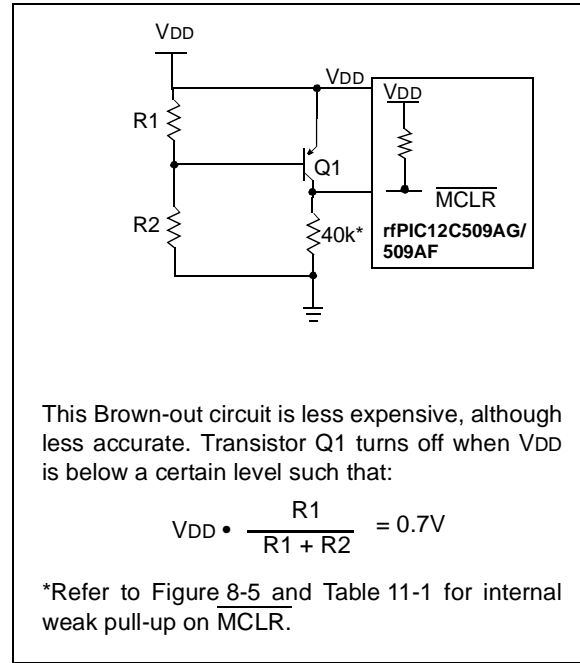 VDD
VDD
VDD
R1
Q1
MCLR
R2
40k*
rfPIC12C509AG/
509AF
This Brown-out circuit is less expensive, although
less accurate. Transistor Q1 turns off when VDD
is below a certain level such that:
VDD • R1 / R1 + R2 = 0.7V
*Refer to Figure 8-5 and Table 11-1 for internal
weak pull-up on MCLR.